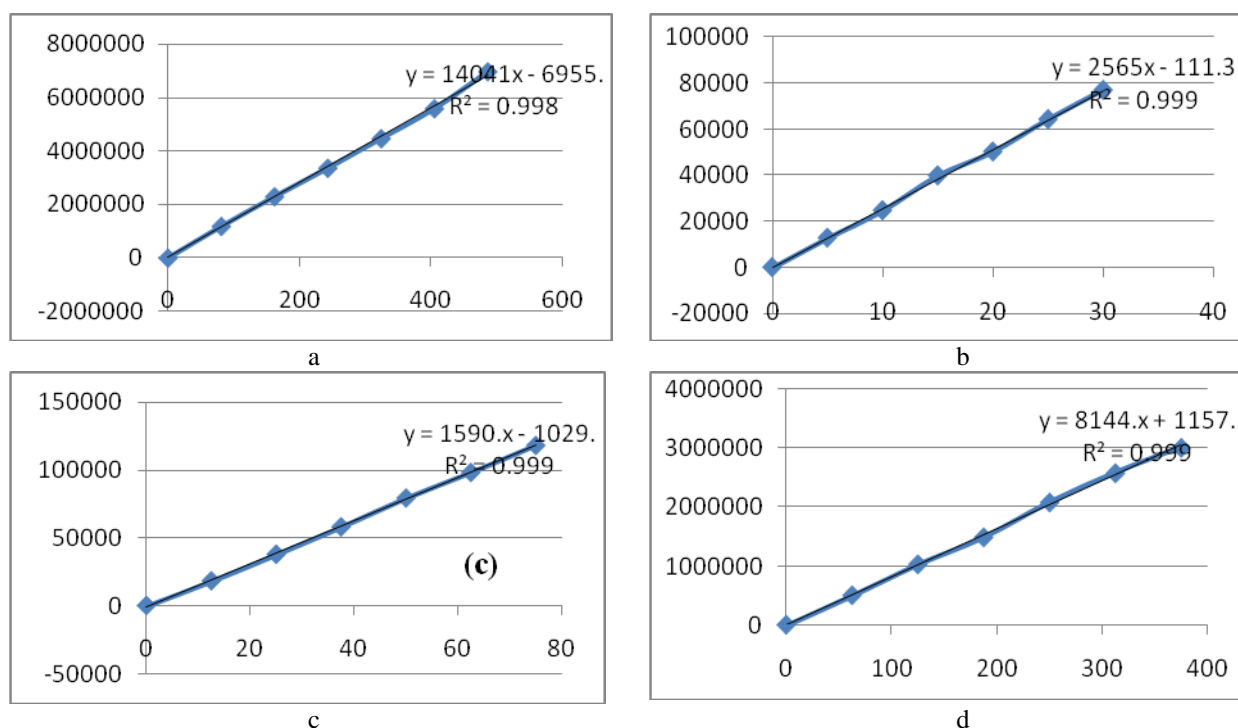 8000000
6000000
4000000
2000000
0
-2000000
0 200 400 600
y = 14041x - 6955.
R² = 0.998
a
100000
80000
60000
40000
20000
0
-20000
0 10 20 30 40
y = 2565x - 111.3
R² = 0.999
b
150000
100000
50000
0
-50000
0 20 40 60 80
y = 1590.x - 1029.
R² = 0.999
(c)
c
4000000
3000000
2000000
1000000
0
0 100 200 300 400
y = 8144.x + 1157.
R² = 0.999
d